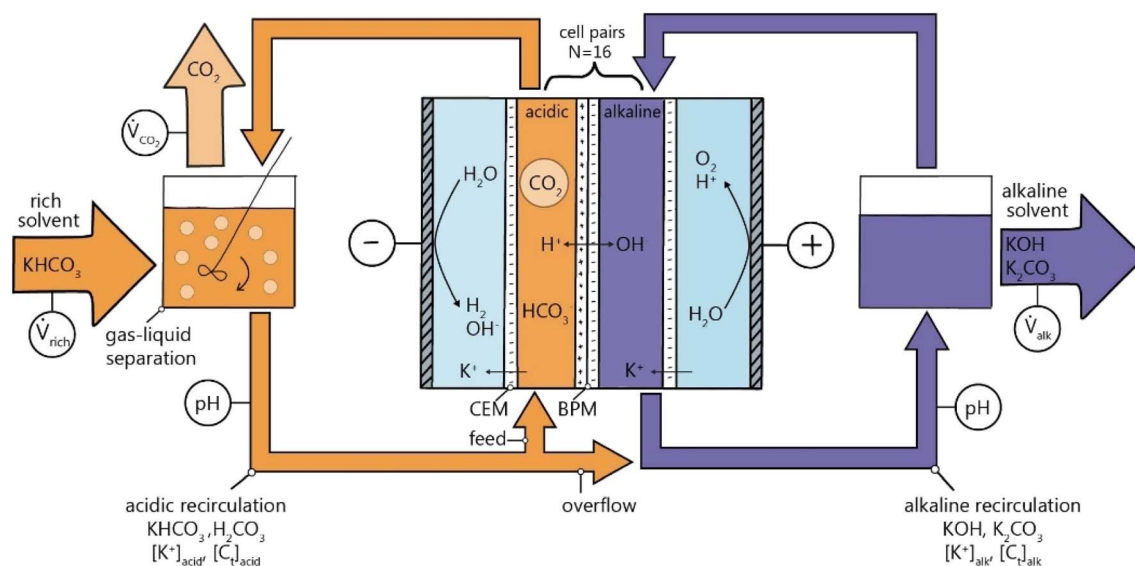 cell pairs
N=16
CO₂
V̇CO₂
rich
solvent
KHCO₃
V̇rich
gas-liquid
separation
pH
−
H₂O
H₂
OH⁻
K⁺
acidic
CO₂
H⁺
HCO₃⁻
alkaline
OH
K⁺
O₂
H⁺
H₂O
+
CEM
BPM
feed
overflow
alkaline
solvent
KOH
K₂CO₃
V̇alk
pH
acidic recirculation
KHCO₃,H₂CO₃
[K⁺]acid, [Cₜ]acid
alkaline recirculation
KOH, K₂CO₃
[K⁺]alk, [Cₜ]alk